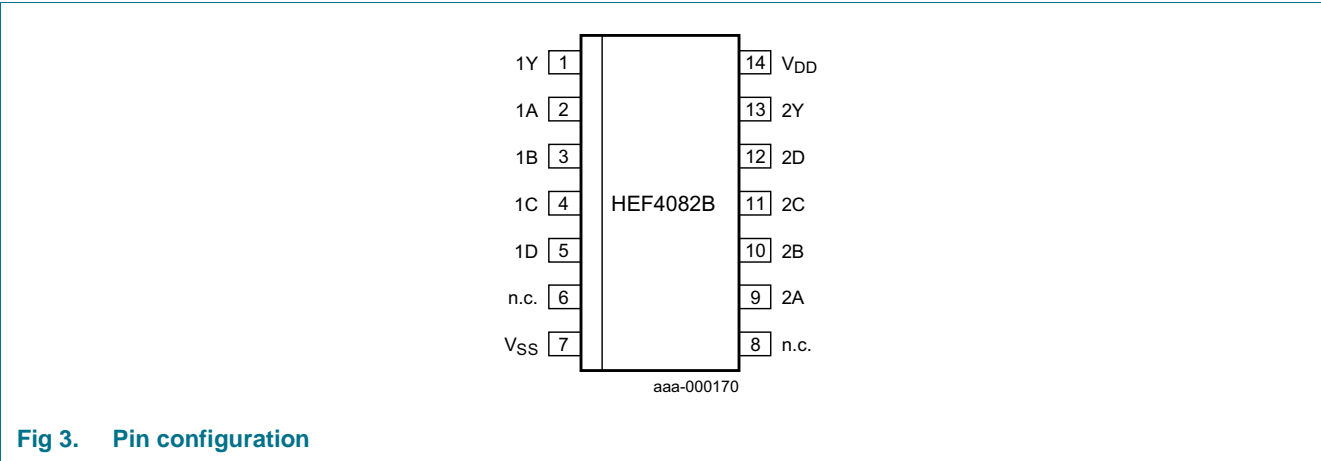 1Y 1 14 VDD
1A 2 13 2Y
1B 3 12 2D
1C 4 HEF4082B 11 2C
1D 5 10 2B
n.c. 6 9 2A
VSS 7 8 n.c.
aaa-000170
Fig 3. Pin configuration